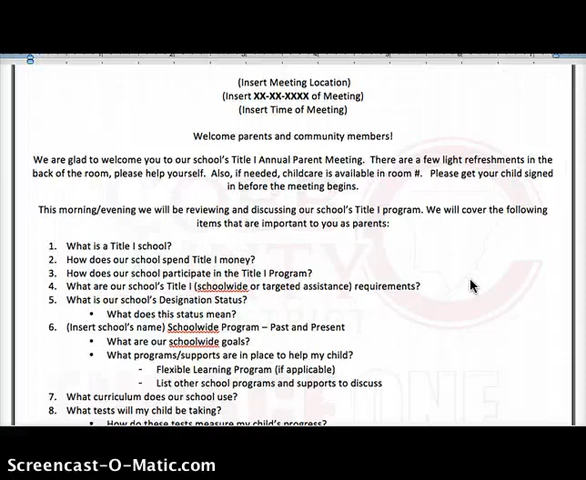 (Insert Meeting Location)
(Insert XX-XX-XXXX of Meeting)
(Insert Time of Meeting)
Welcome parents and community members!
We are glad to welcome you to our school's Title I Annual Parent Meeting.  There are a few light refreshments in the
back of the room, please help yourself.  Also, if needed, childcare is available in room #.  Please get your child signed
in before the meeting begins.
This morning/evening we will be reviewing and discussing our school's Title I program. We will cover the following
items that are important to you as parents:
1. What is a Title I school?
2. How does our school spend Title I money?
3. How does our school participate in the Title I Program?
4. What are our school's Title I (schoolwide or targeted assistance) requirements?
5. What is our school's Designation Status?
• What does this status mean?
6. (Insert school's name) Schoolwide Program – Past and Present
• What are our schoolwide goals?
• What programs/supports are in place to help my child?
- Flexible Learning Program (if applicable)
- List other school programs and supports to discuss
7. What curriculum does our school use?
8. What tests will my child be taking?
• How do these tests measure my child's progress?
Screencast-O-Matic.com